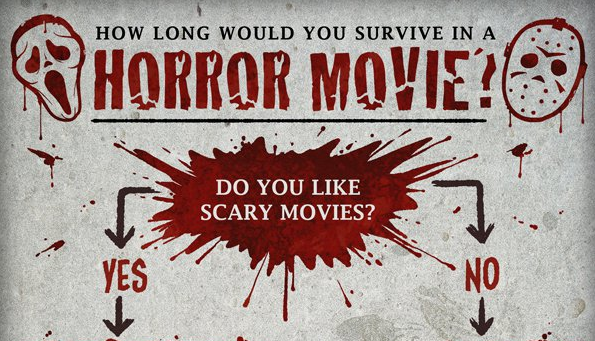 HOW LONG WOULD YOU SURVIVE IN A
HORROR MOVIE?
DO YOU LIKE
SCARY MOVIES?
YES
NO